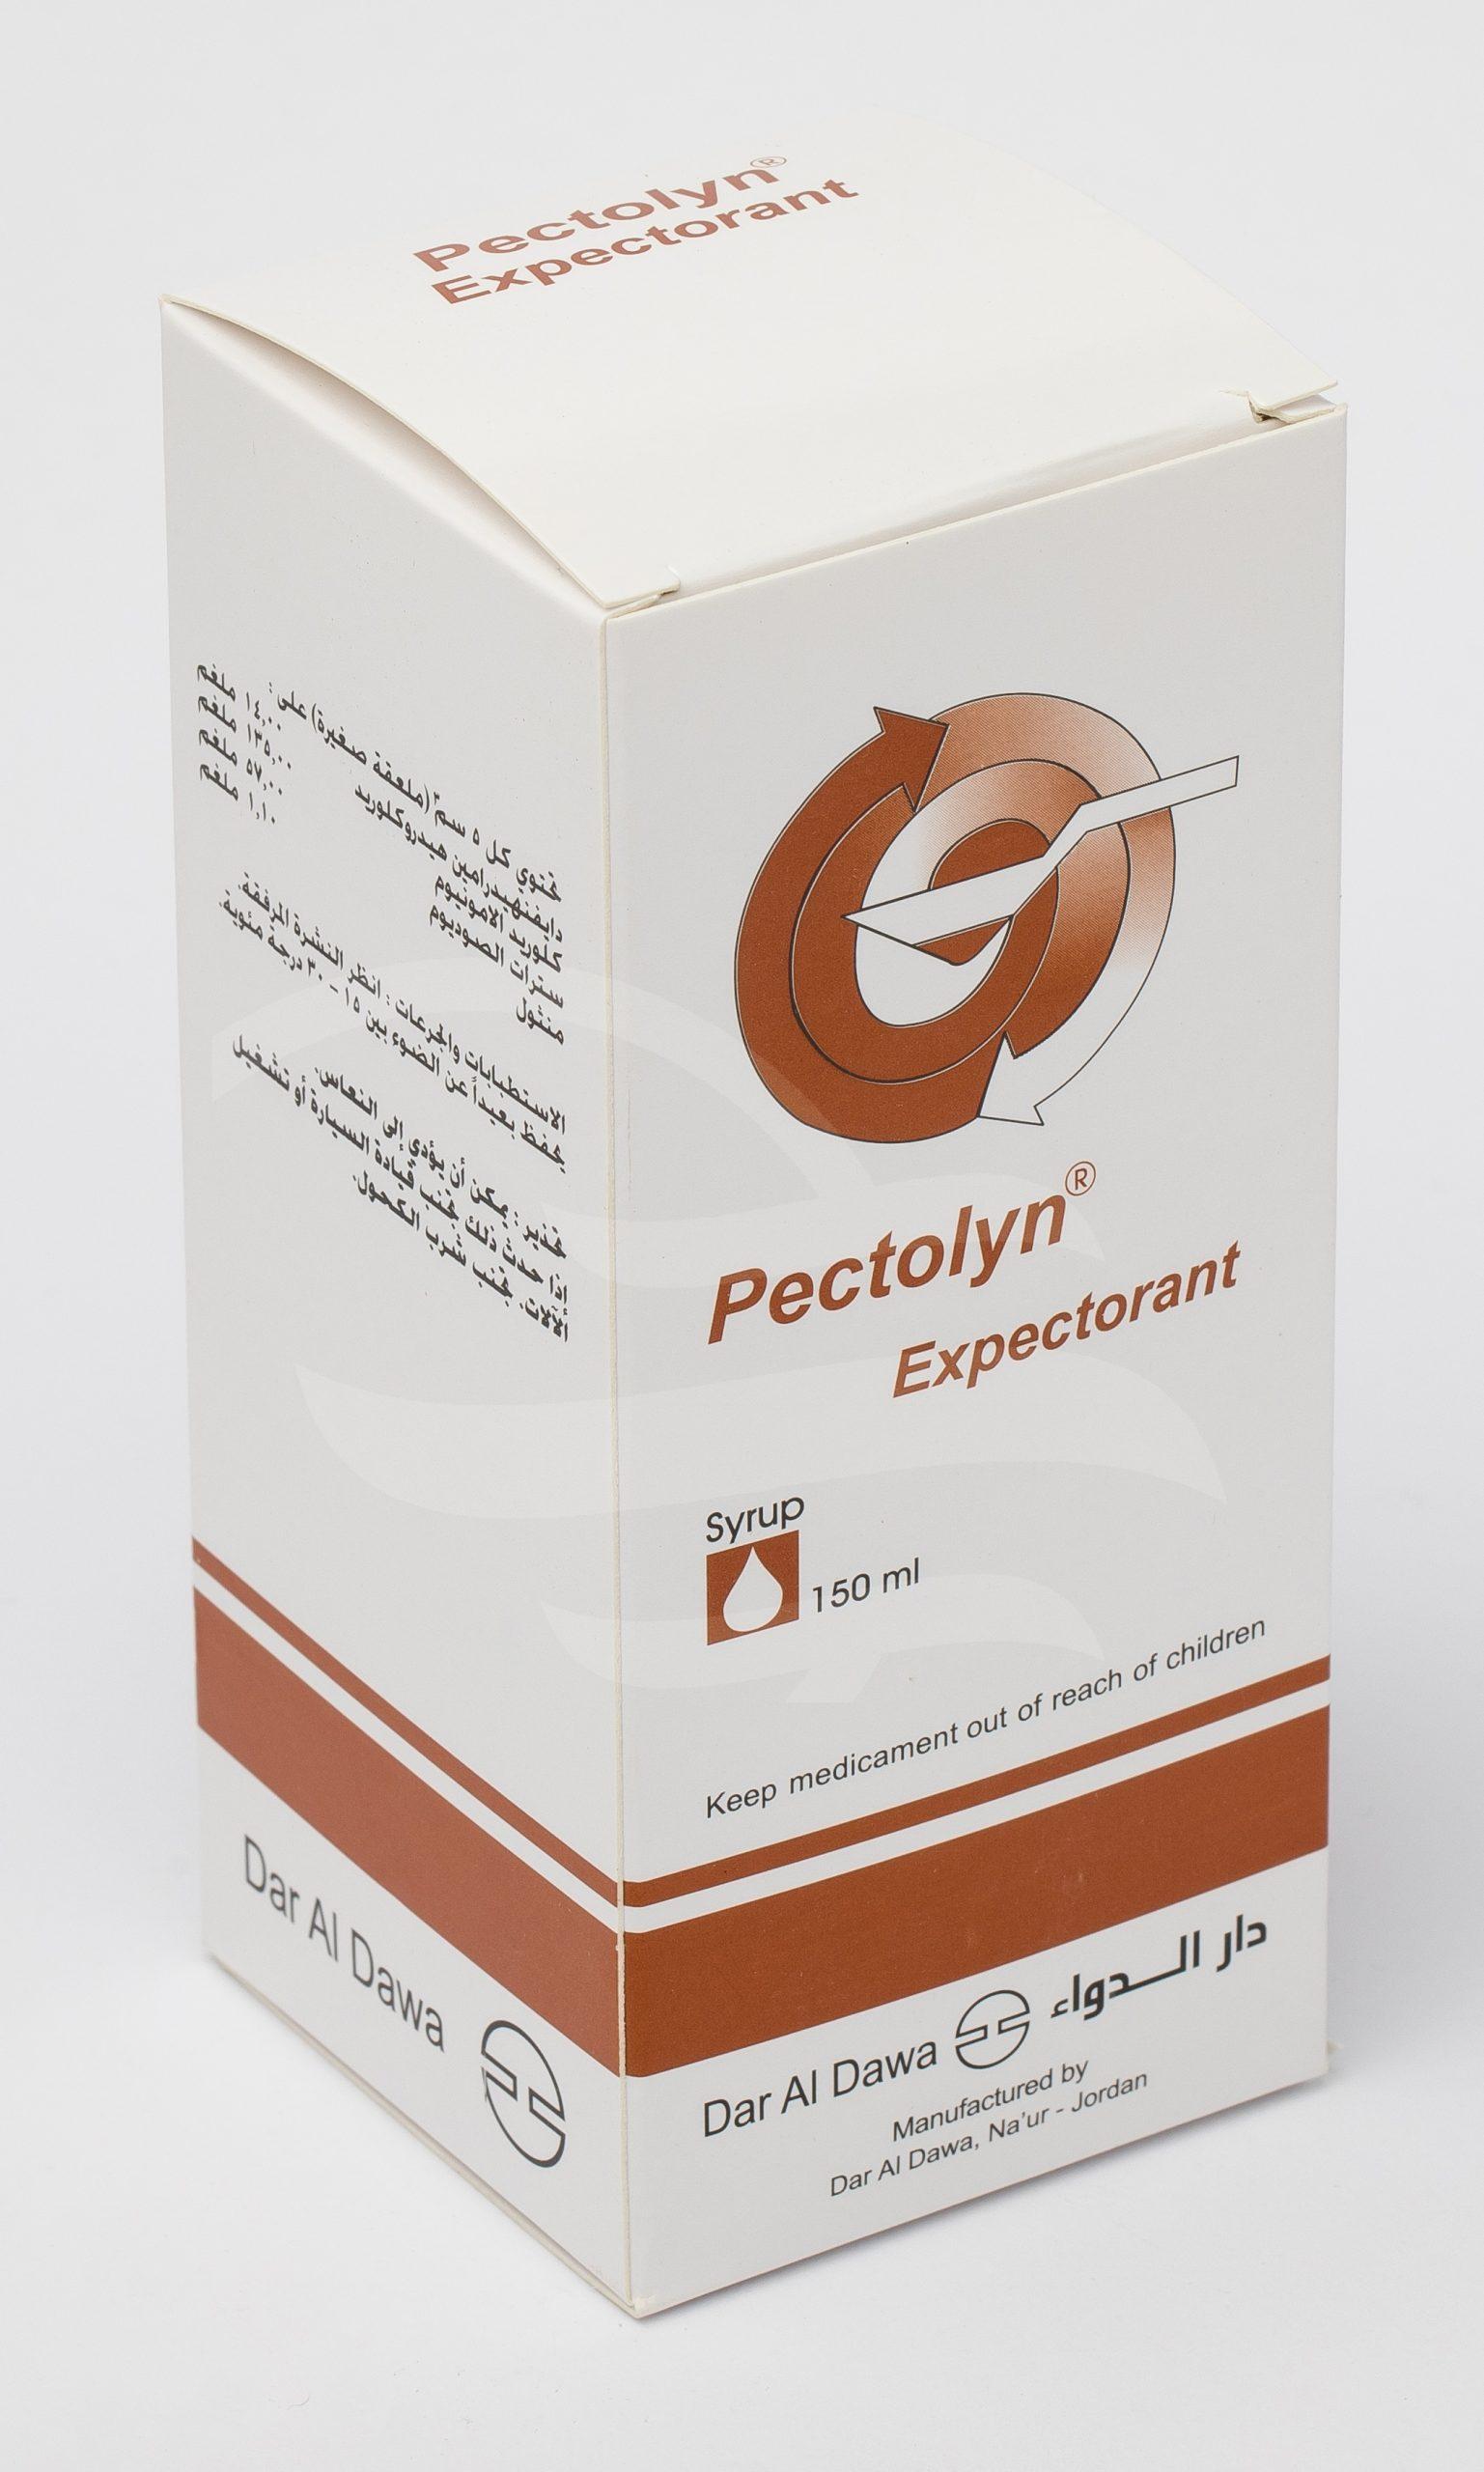 Pectolyn®
Expectorant
تحتوي كل ٥ سم٣ (ملعقة صغيرة) على:
دايفنهيدرامين هيدروكلوريد ١٤,٠٠ ملغم
كلوريد الامونيوم ١٣٥,٠٠ ملغم
سترات الصوديوم ٥٧,٠٠ ملغم
منثول ١,١٠ ملغم
الاستطبابات والجرعات : انظر النشرة المرفقة.
يحفظ بعيداً عن الضوء بين ١٥ - ٣٠ درجة مئوية.
تحذير : يمكن أن يؤدي إلى النعاس.
إذا حدث ذلك تجنب قيادة السيارة أو تشغيل
الآلات. تجنب شرب الكحول.
Dar Al Dawa
Pectolyn®
Expectorant
Syrup
150 ml
Keep medicament out of reach of children
Dar Al Dawa دار الـدواء
Manufactured by
Dar Al Dawa, Na'ur - Jordan